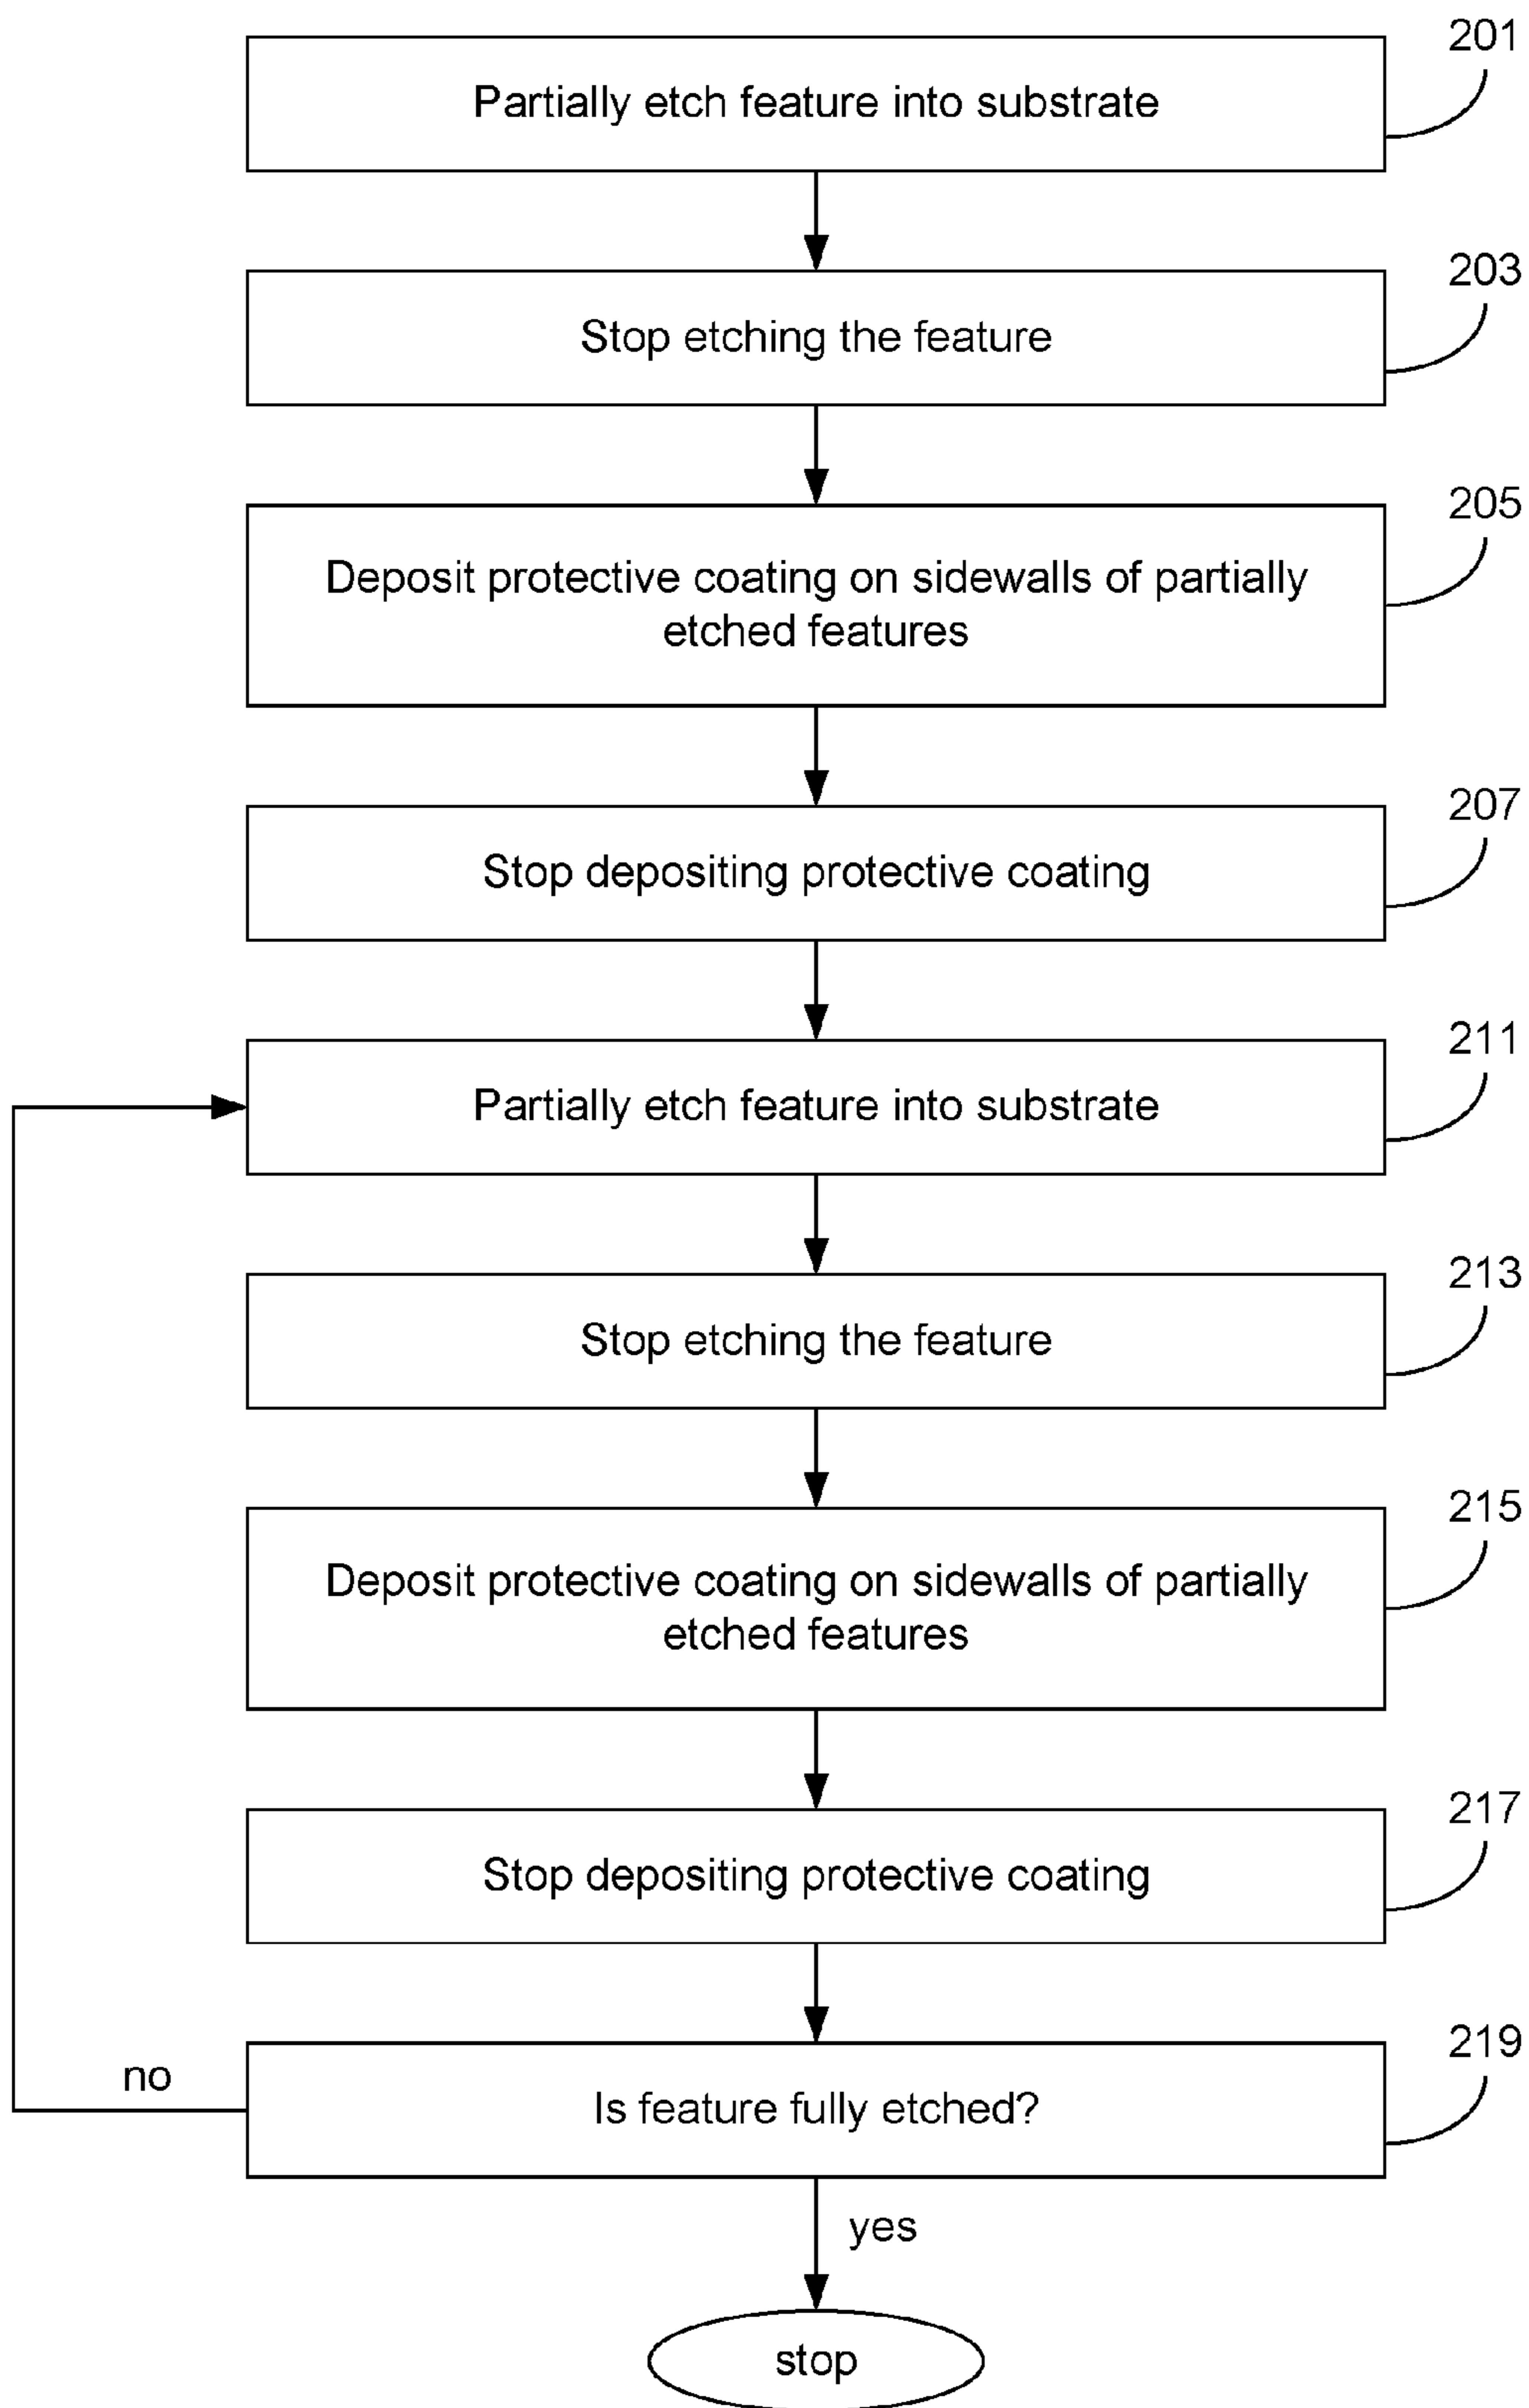 201
Partially etch feature into substrate
203
Stop etching the feature
205
Deposit protective coating on sidewalls of partially
etched features
207
Stop depositing protective coating
211
Partially etch feature into substrate
213
Stop etching the feature
215
Deposit protective coating on sidewalls of partially
etched features
217
Stop depositing protective coating
219
no
Is feature fully etched?
yes
stop